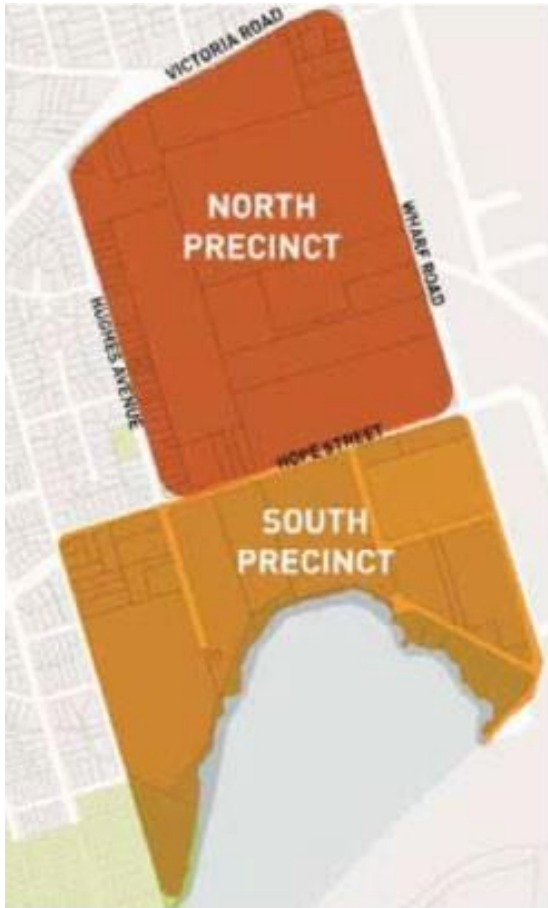 VICTORIA ROAD
NORTH
PRECINCT
WHARF ROAD
HUGHES AVENUE
HOPE STREET
SOUTH
PRECINCT